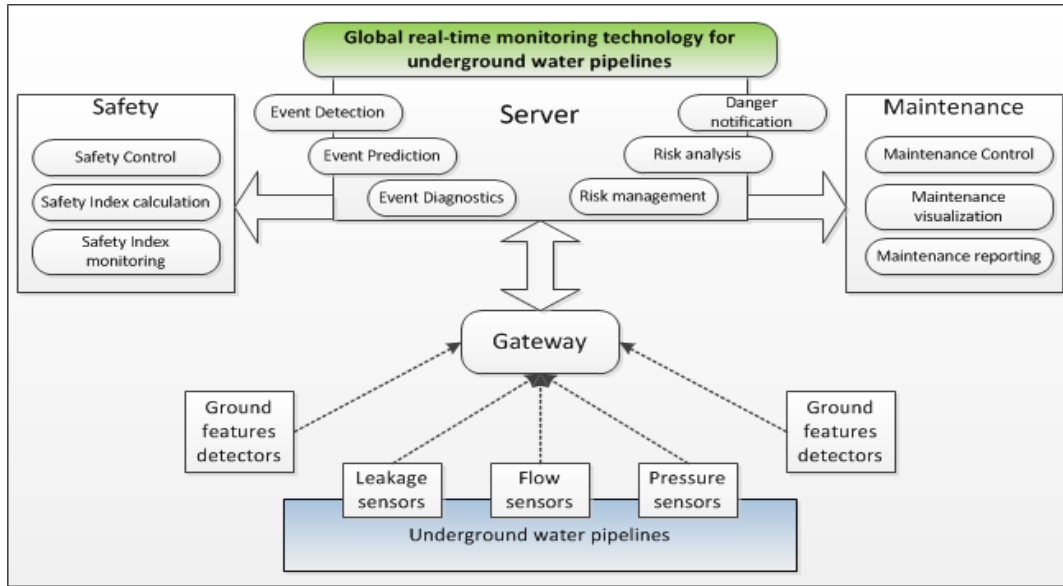 Global real-time monitoring technology for
underground water pipelines
Safety
Safety Control
Safety Index calculation
Safety Index
monitoring
Server
Event Detection
Event Prediction
Event Diagnostics
Danger
notification
Risk analysis
Risk management
Maintenance
Maintenance Control
Maintenance
visualization
Maintenance reporting
Gateway
Ground
features
detectors
Leakage
sensors
Flow
sensors
Pressure
sensors
Ground
features
detectors
Underground water pipelines